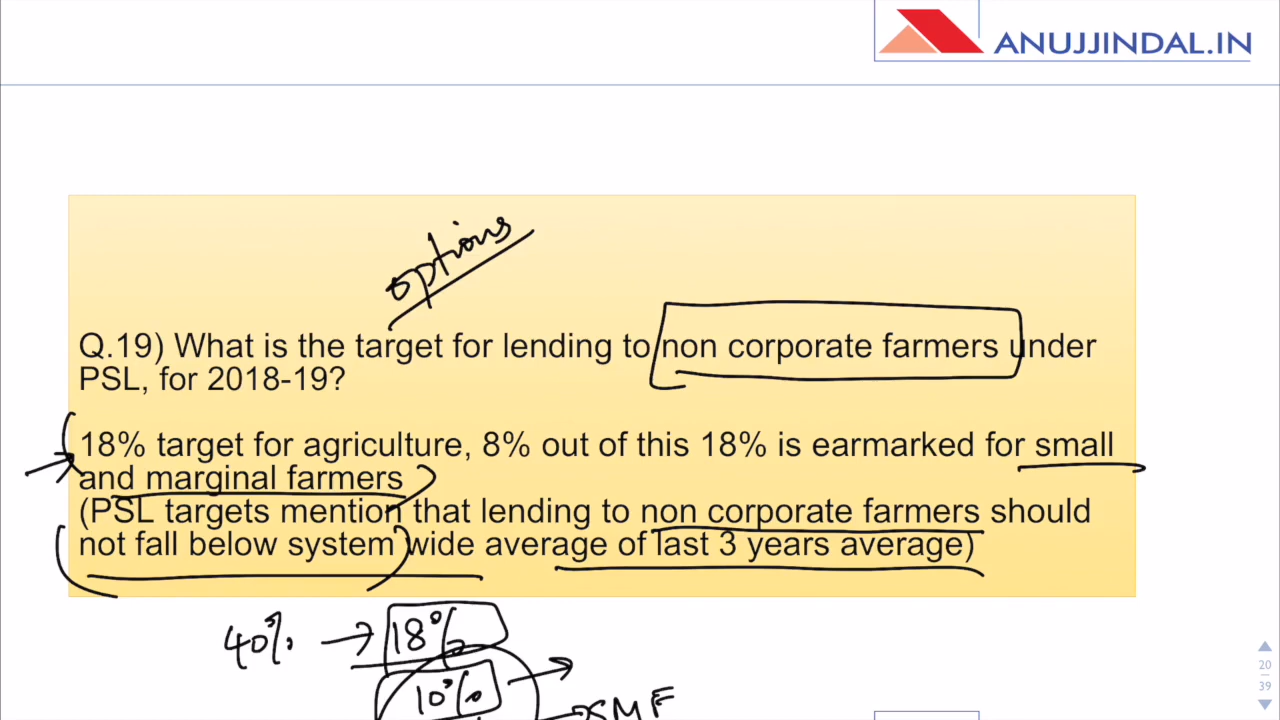 ANUJJINDAL.IN
options
Q.19) What is the target for lending to non corporate farmers under
PSL, for 2018-19?
18% target for agriculture, 8% out of this 18% is earmarked for small
and marginal farmers
(PSL targets mention that lending to non corporate farmers should
not fall below system wide average of last 3 years average)
40% → 18%
10% →
SMF
20
39